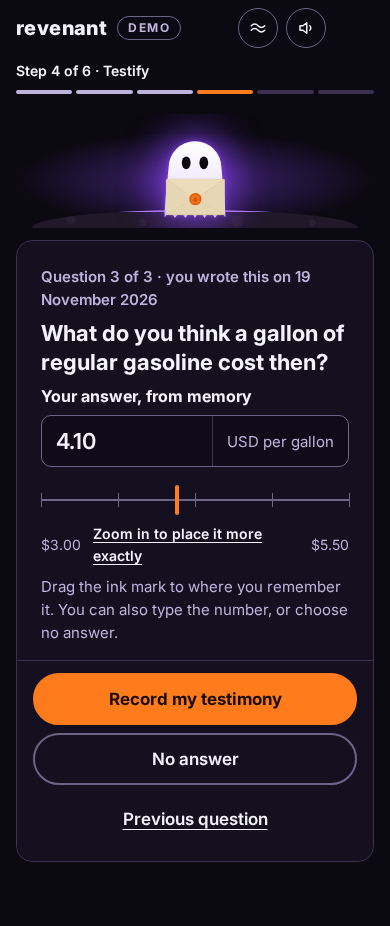 revenant
DEMO
Step 4 of 6 · Testify
Question 3 of 3 · you wrote this on 19
November 2026
What do you think a gallon of
regular gasoline cost then?
Your answer, from memory
4.10
USD per gallon
$3.00
Zoom in to place it more
exactly
$5.50
Drag the ink mark to where you remember
it. You can also type the number, or choose
no answer.
Record my testimony
No answer
Previous question